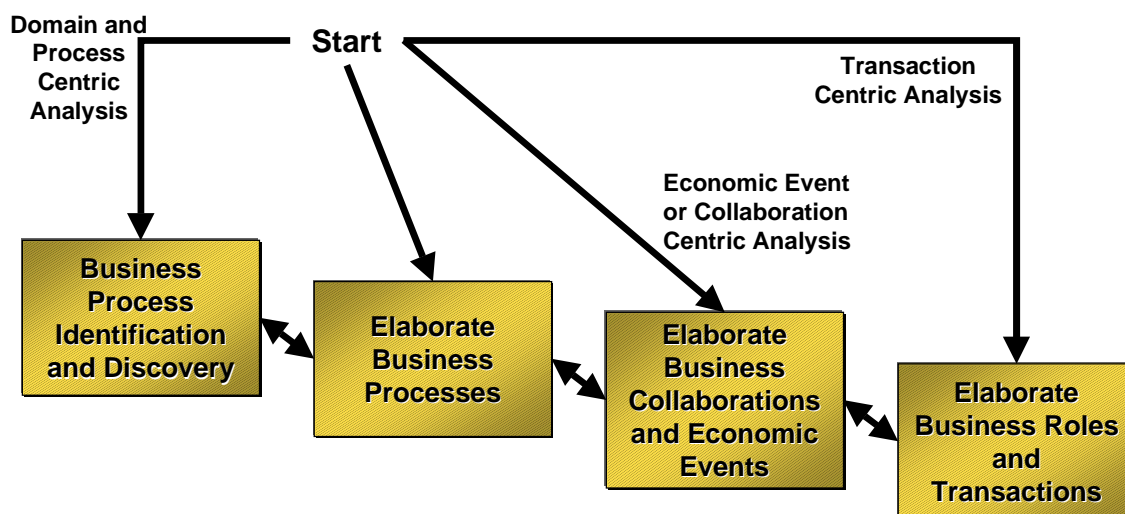 Domain and
Process
Centric
Analysis
Start
Transaction
Centric Analysis
Economic Event
or Collaboration
Centric Analysis
Business
Process
Identification
and Discovery
Elaborate
Business
Processes
Elaborate
Business
Collaborations
and Economic
Events
Elaborate
Business Roles
and
Transactions